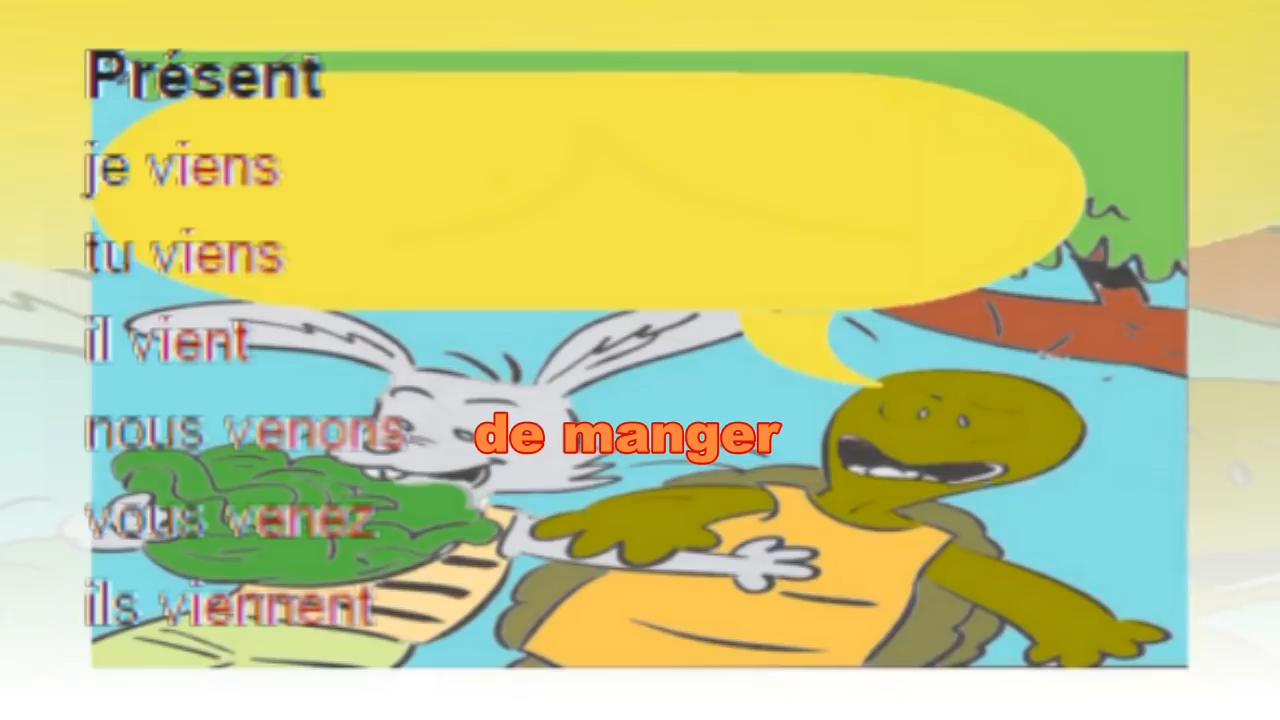 Présent
je viens
tu viens
il vient
nous venons
de manger
vous venez
ils viennent